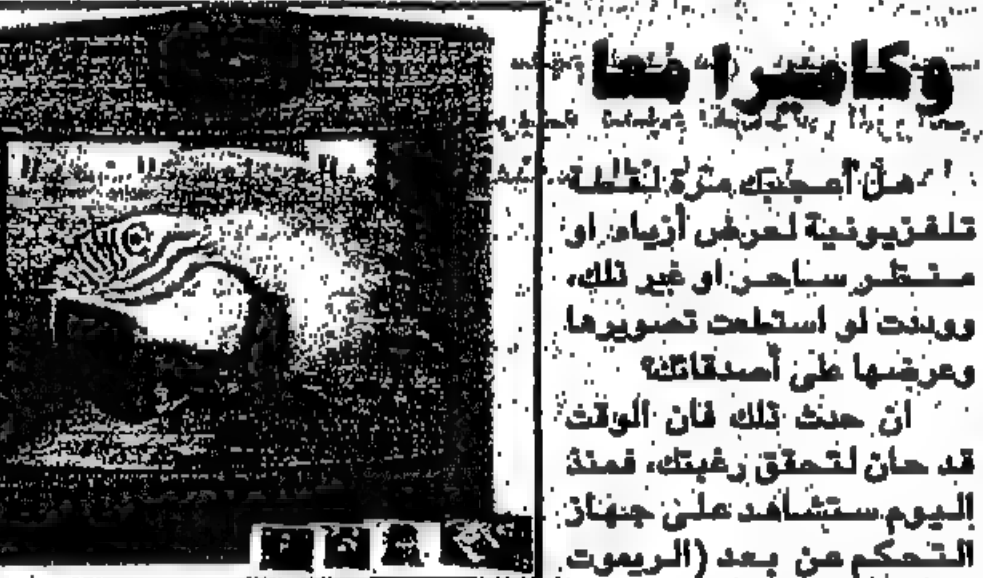 وكاميرا معا
هل أعجبتك مرّة لقطة
تلفزيونية لعرض أزياء، او
منظر ساحر او غير ذلك،
ووددت لو استطعت تصويرها
وعرضها على أصدقائك؟
ان حدث ذلك فان الوقت
قد حان لتحقق رغبتك، فمنذ
اليوم ستشاهد على جهاز
التحكم من بعد (الريموت